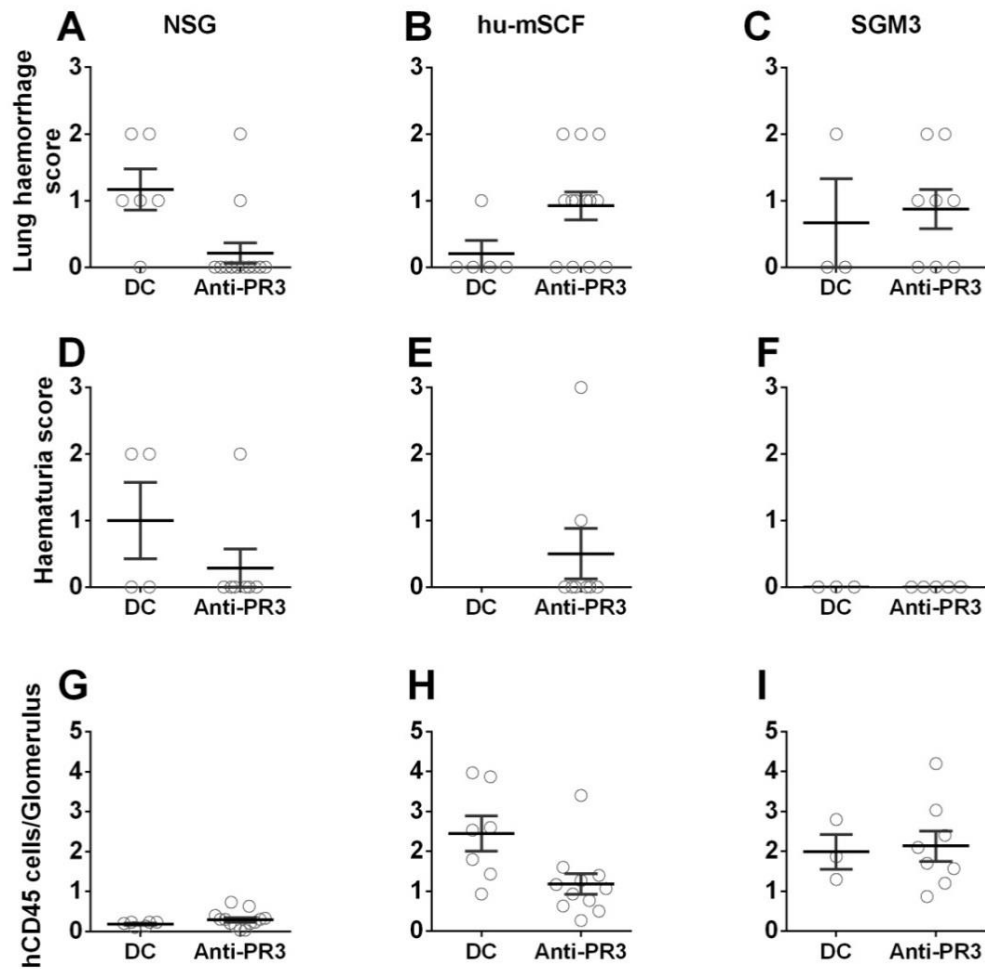 A NSG B hu-mSCF C SGM3
Lung haemorrhage
score
3 3 3
2 2 2
1 1 1
0 0 0
DC Anti-PR3 DC Anti-PR3 DC Anti-PR3
D E F
Haematuria score
3 3 3
2 2 2
1 1 1
0 0 0
DC Anti-PR3 DC Anti-PR3 DC Anti-PR3
G H I
hCD45 cells/Glomerulus
5 5 5
4 4 4
3 3 3
2 2 2
1 1 1
0 0 0
DC Anti-PR3 DC Anti-PR3 DC Anti-PR3